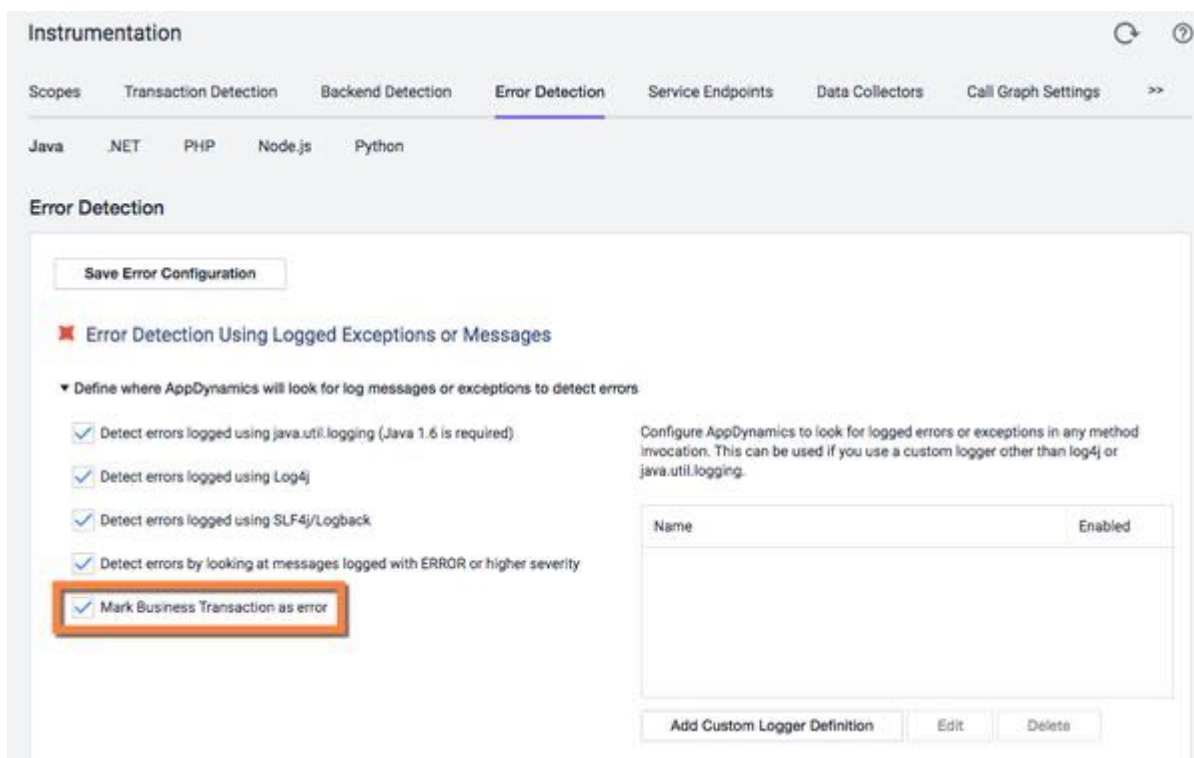 Instrumentation
Scopes Transaction Detection Backend Detection Error Detection Service Endpoints Data Collectors Call Graph Settings >>
Java .NET PHP Node.js Python
Error Detection
Save Error Configuration
Error Detection Using Logged Exceptions or Messages
Define where AppDynamics will look for log messages or exceptions to detect errors
Detect errors logged using java.util.logging (Java 1.6 is required)
Detect errors logged using Log4j
Detect errors logged using SLF4j/Logback
Detect errors by looking at messages logged with ERROR or higher severity
Mark Business Transaction as error
Configure AppDynamics to look for logged errors or exceptions in any method
invocation. This can be used if you use a custom logger other than log4j or
java.util.logging.
Name Enabled
Add Custom Logger Definition Edit Delete